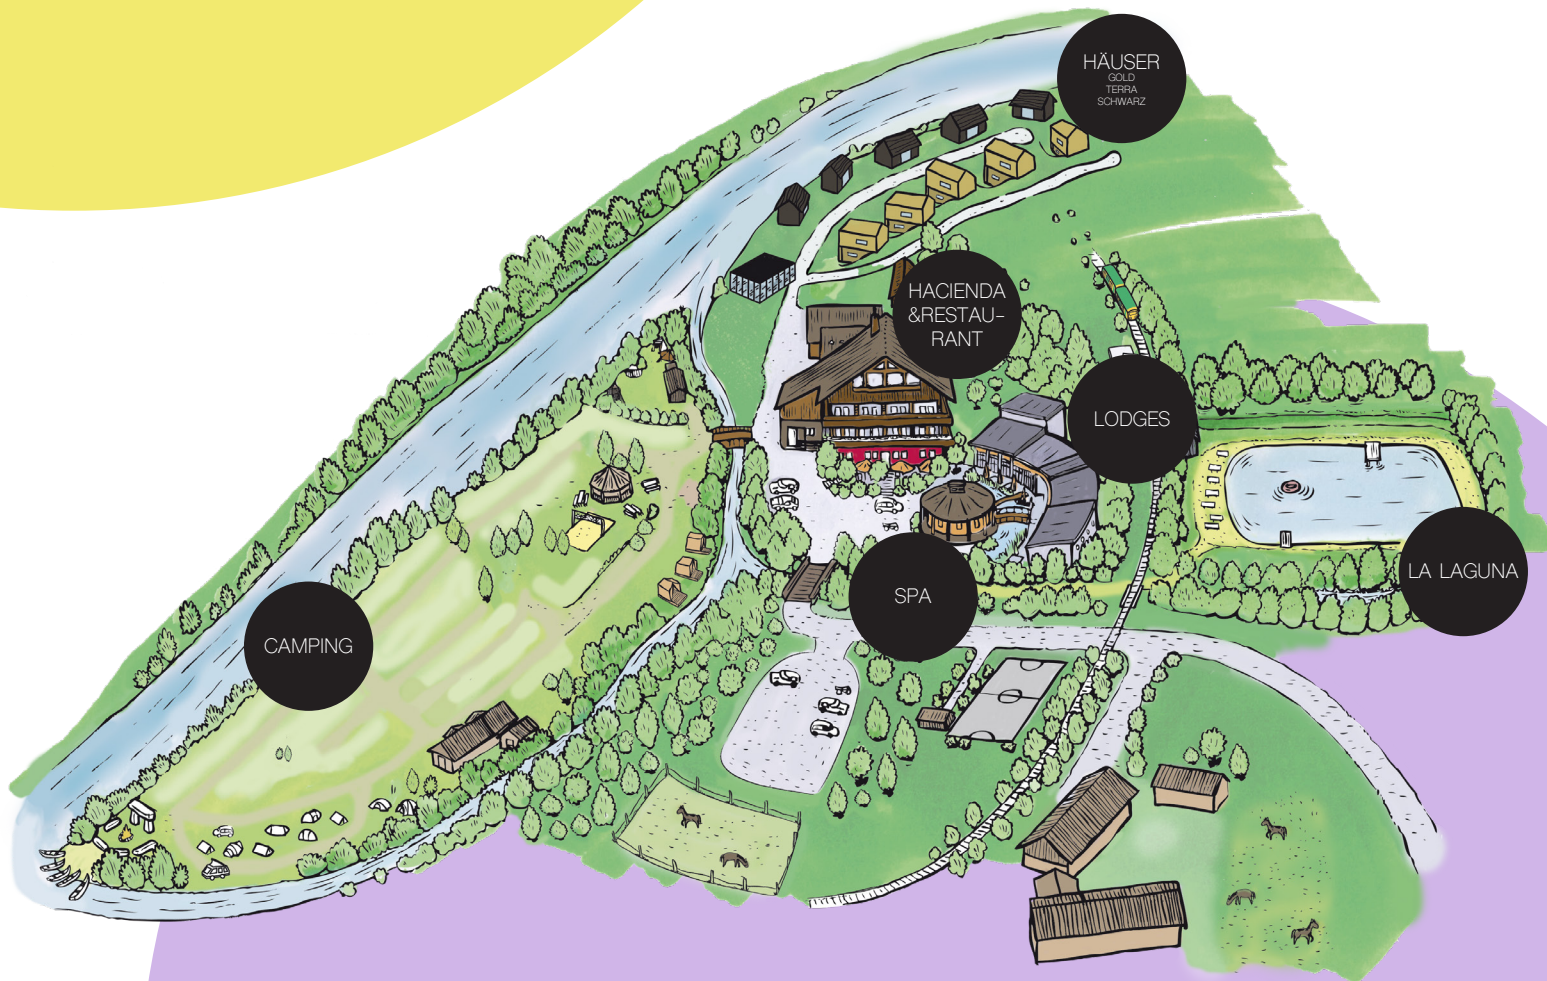 HÄUSER
GOLD
TERRA
SCHWARZ
HACIENDA
&RESTAU-
RANT
LODGES
LA LAGUNA
SPA
CAMPING